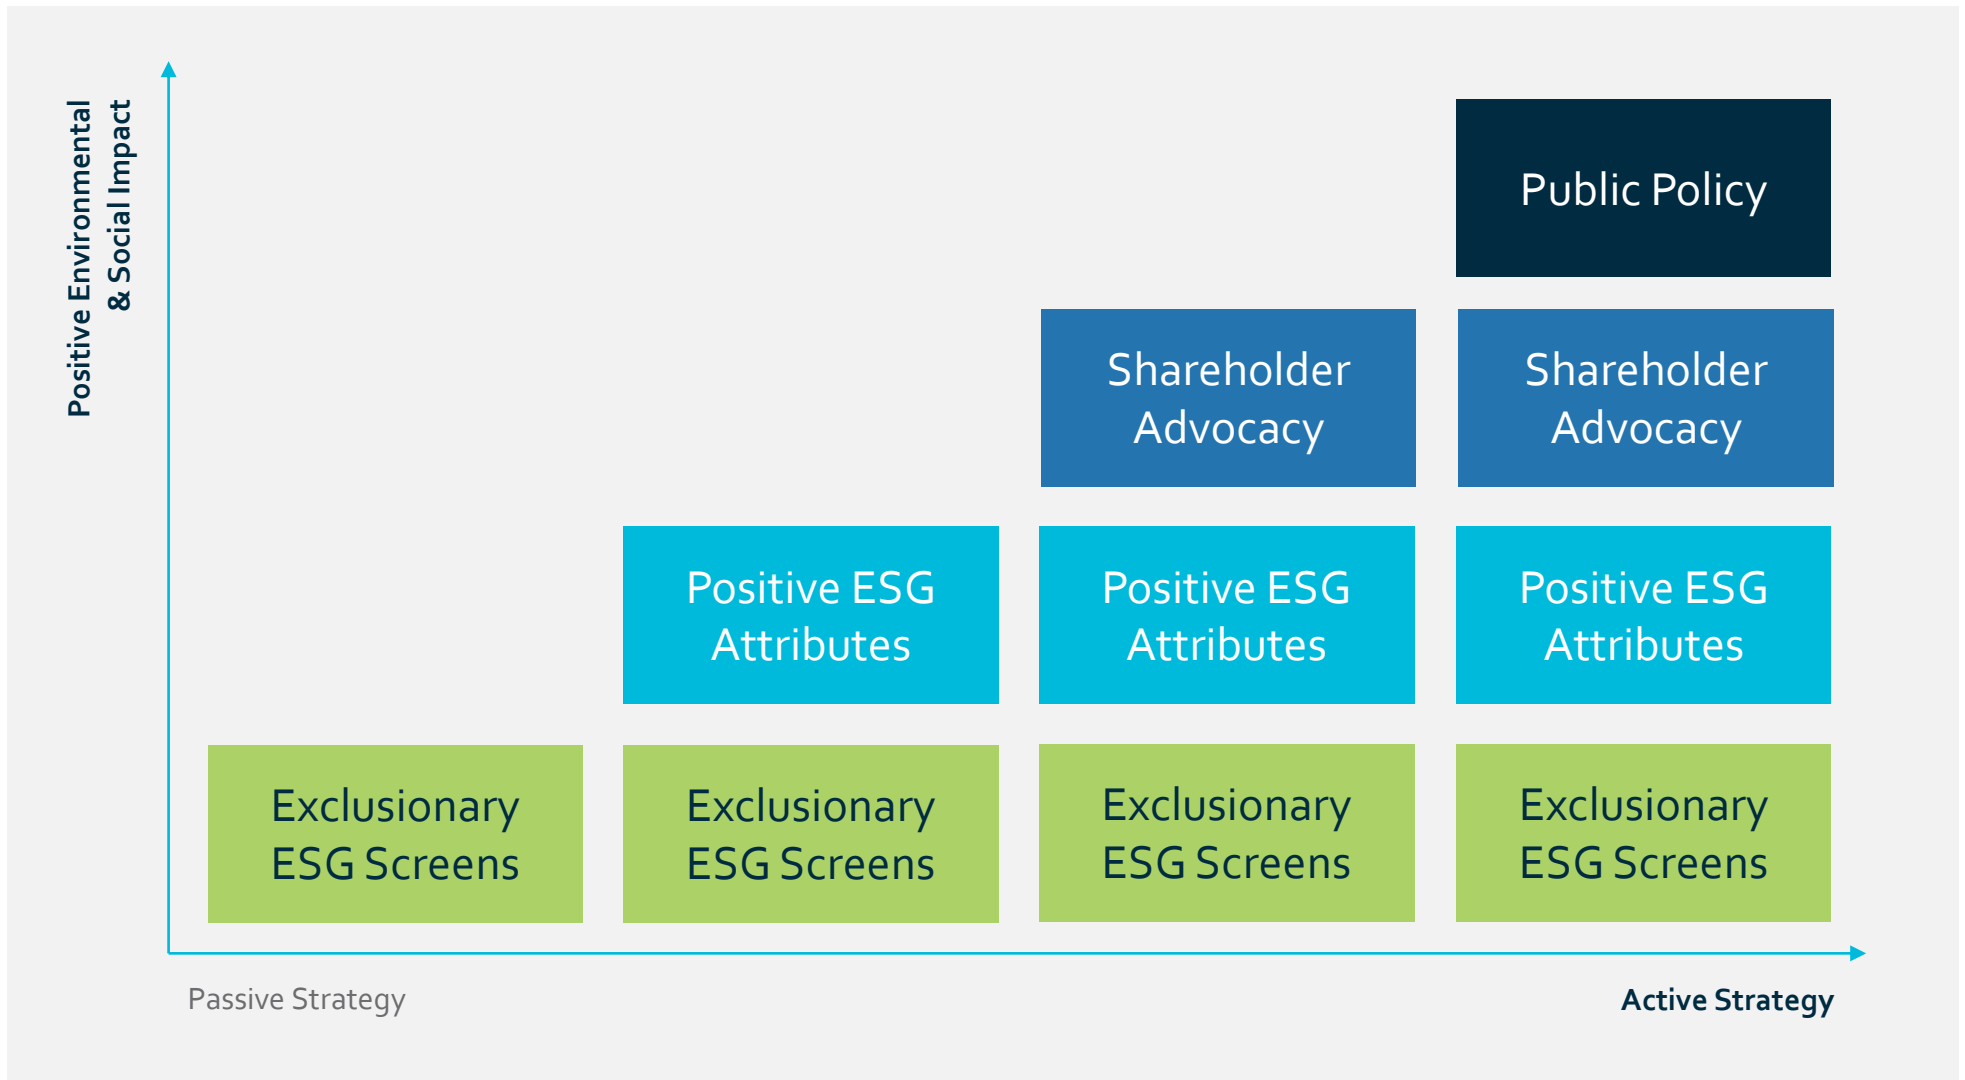 Positive Environmental
& Social Impact
Public Policy
Shareholder
Advocacy
Shareholder
Advocacy
Positive ESG
Attributes
Positive ESG
Attributes
Positive ESG
Attributes
Exclusionary
ESG Screens
Exclusionary
ESG Screens
Exclusionary
ESG Screens
Exclusionary
ESG Screens
Passive Strategy
Active Strategy